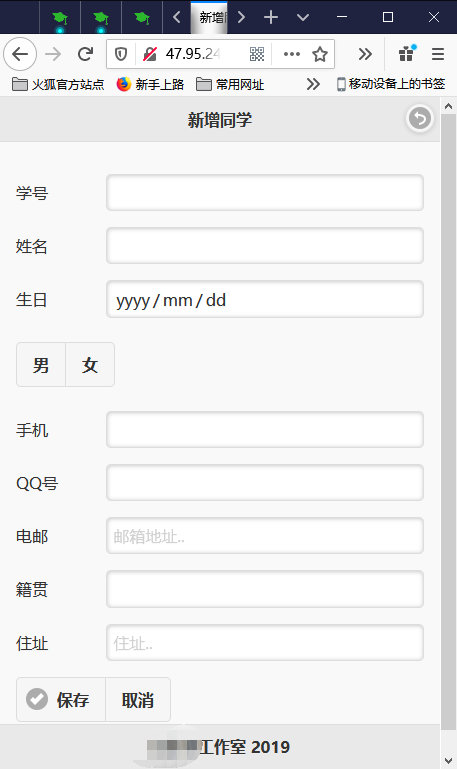 新增
47.95.24
火狐官方站点 新手上路 常用网址 移动设备上的书签
新增同学
学号
姓名
生日 yyyy / mm / dd
男 女
手机
QQ号
电邮 邮箱地址..
籍贯
住址 住址..
保存 取消
工作室 2019